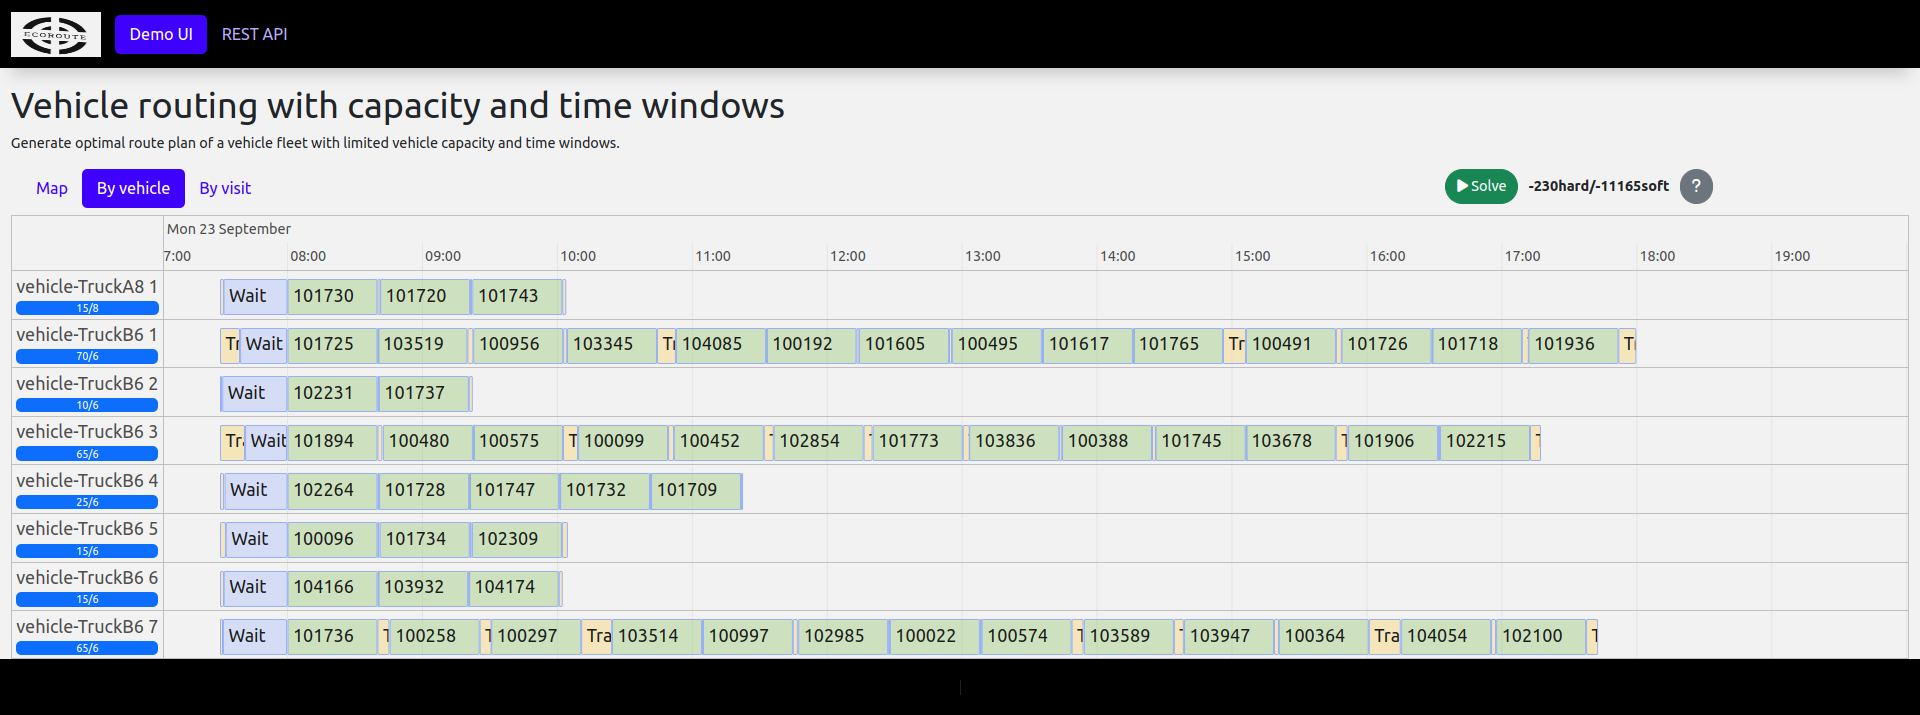 ECOROUTE
Demo UI REST API
Vehicle routing with capacity and time windows
Generate optimal route plan of a vehicle fleet with limited vehicle capacity and time windows.
Map By vehicle By visit Solve -230hard/-11165soft ?
Mon 23 September
7:00 08:00 09:00 10:00 11:00 12:00 13:00 14:00 15:00 16:00 17:00 18:00 19:00
vehicle-TruckA8 1
15/8
Wait 101730 101720 101743
vehicle-TruckB6 1
70/6
Tr Wait 101725 103519 100956 103345 Tr 104085 100192 101605 100495 101617 101765 Tr 100491 101726 101718 101936 Tr
vehicle-TruckB6 2
10/6
Wait 102231 101737
vehicle-TruckB6 3
65/6
Tra Wait 101894 100480 100575 T 100099 100452 T 102854 101773 103836 100388 101745 103678 T 101906 102215 T
vehicle-TruckB6 4
25/6
Wait 102264 101728 101747 101732 101709
vehicle-TruckB6 5
15/6
Wait 100096 101734 102309
vehicle-TruckB6 6
15/6
Wait 104166 103932 104174
vehicle-TruckB6 7
65/6
Wait 101736 T 100258 T 100297 Tra 103514 100997 102985 100022 100574 T 103589 T 103947 100364 Tra 104054 102100 T